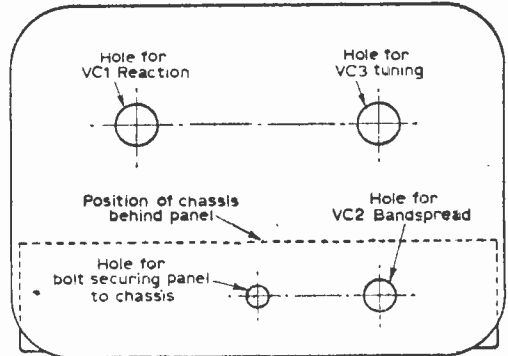 Hole for
VC1 Reaction
Hole for
VC3 tuning
Position of chassis
behind panel
Hole for
VC2 Bandspread
Hole for
bolt securing panel
to chassis